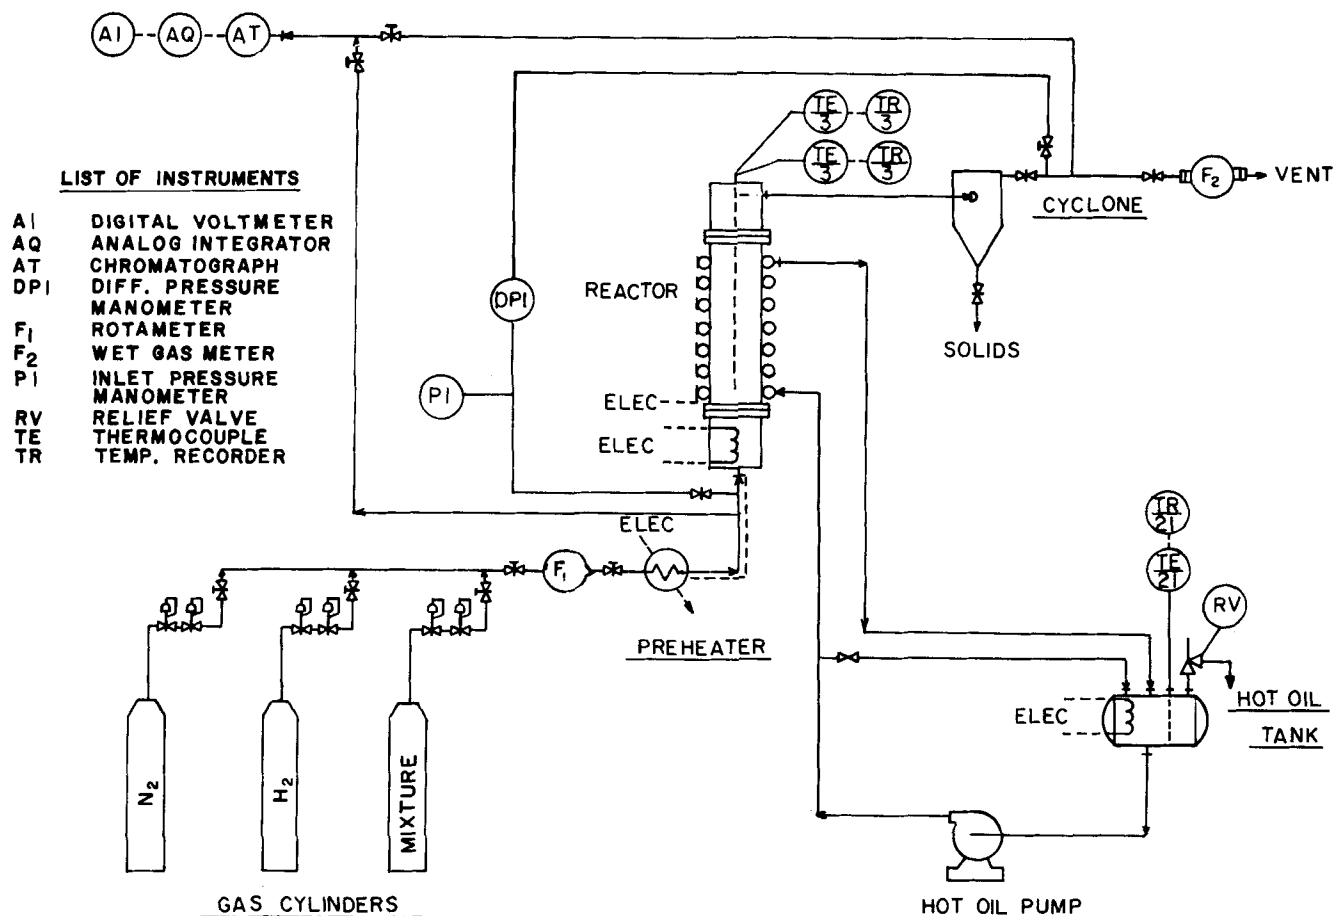 AI AQ AT
TE 3 TR 3
TE 3 TR 3
F2 VENT
CYCLONE
LIST OF INSTRUMENTS
AI DIGITAL VOLTMETER
AQ ANALOG INTEGRATOR
AT CHROMATOGRAPH
DPI DIFF. PRESSURE
MANOMETER
F1 ROTAMETER
F2 WET GAS METER
PI INLET PRESSURE
MANOMETER
RV RELIEF VALVE
TE THERMOCOUPLE
TR TEMP. RECORDER
DPI
REACTOR
SOLIDS
PI
ELEC
ELEC
ELEC
F1
PREHEATER
TR 21
TE 21
RV
HOT OIL
TANK
ELEC
N2
H2
MIXTURE
GAS CYLINDERS
HOT OIL PUMP